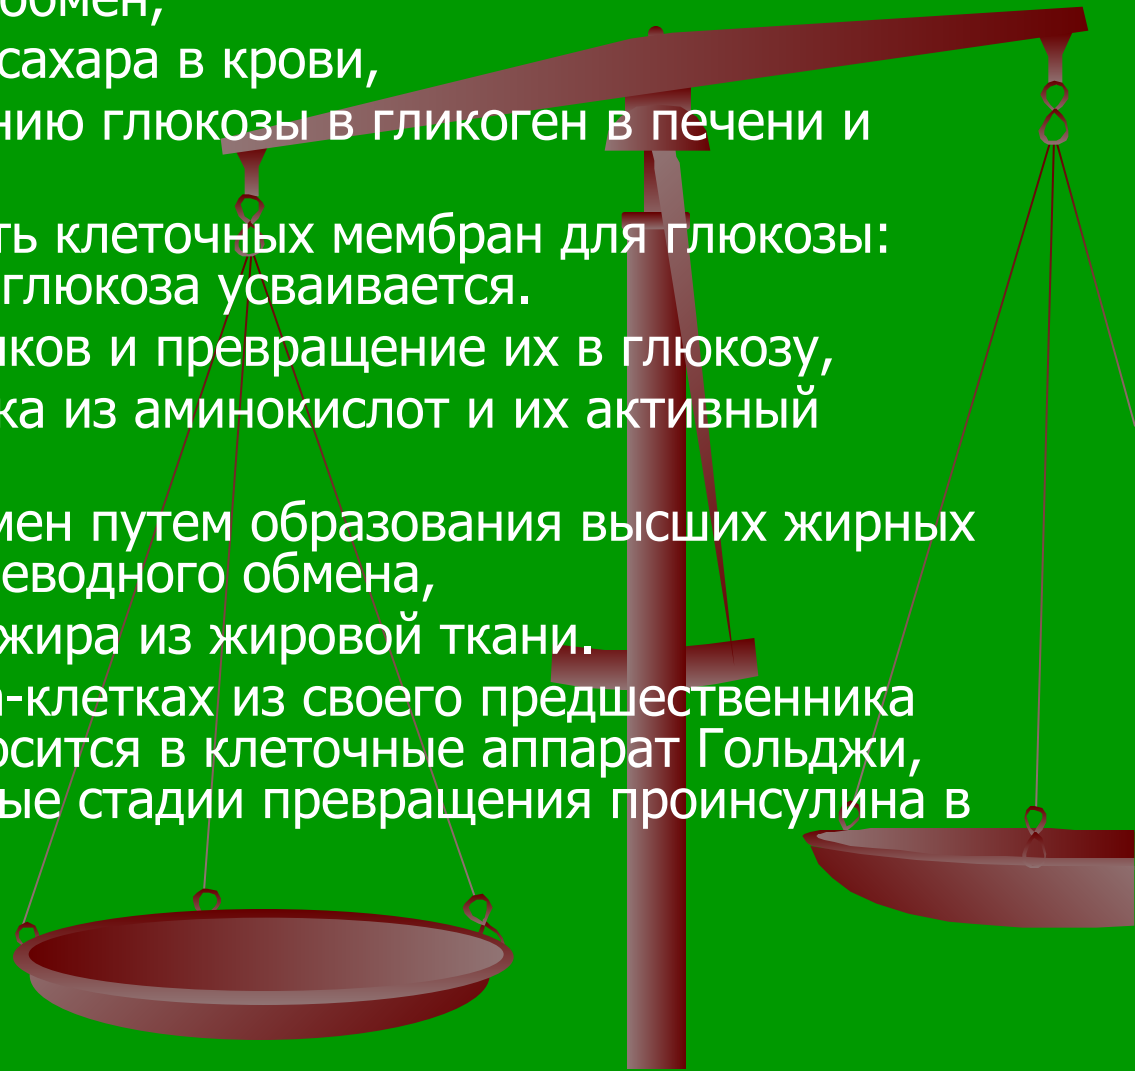 обмен,
сахара в крови,
нию глюкозы в гликоген в печени и
ть клеточных мембран для глюкозы:
глюкоза усваивается.
ков и превращение их в глюкозу,
ка из аминокислот и их активный
мен путем образования высших жирных
еводного обмена,
жира из жировой ткани.
а-клетках из своего предшественника
осится в клеточные аппарат Гольджи,
ые стадии превращения проинсулина в